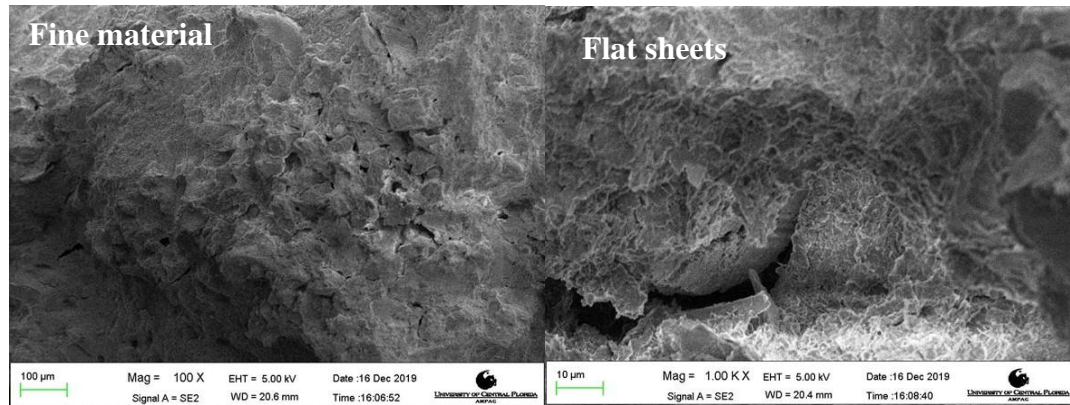 Fine material
Flat sheets
100 µm
Mag = 100 X
EHT = 5.00 kV
Date :16 Dec 2019
Signal A = SE2
WD = 20.6 mm
Time :16:06:52
UNIVERSITY OF CENTRAL FLORIDA
AMPAC
10 µm
Mag = 1.00 K X
EHT = 5.00 kV
Date :16 Dec 2019
Signal A = SE2
WD = 20.4 mm
Time :16:08:40
UNIVERSITY OF CENTRAL FLORIDA
AMPAC